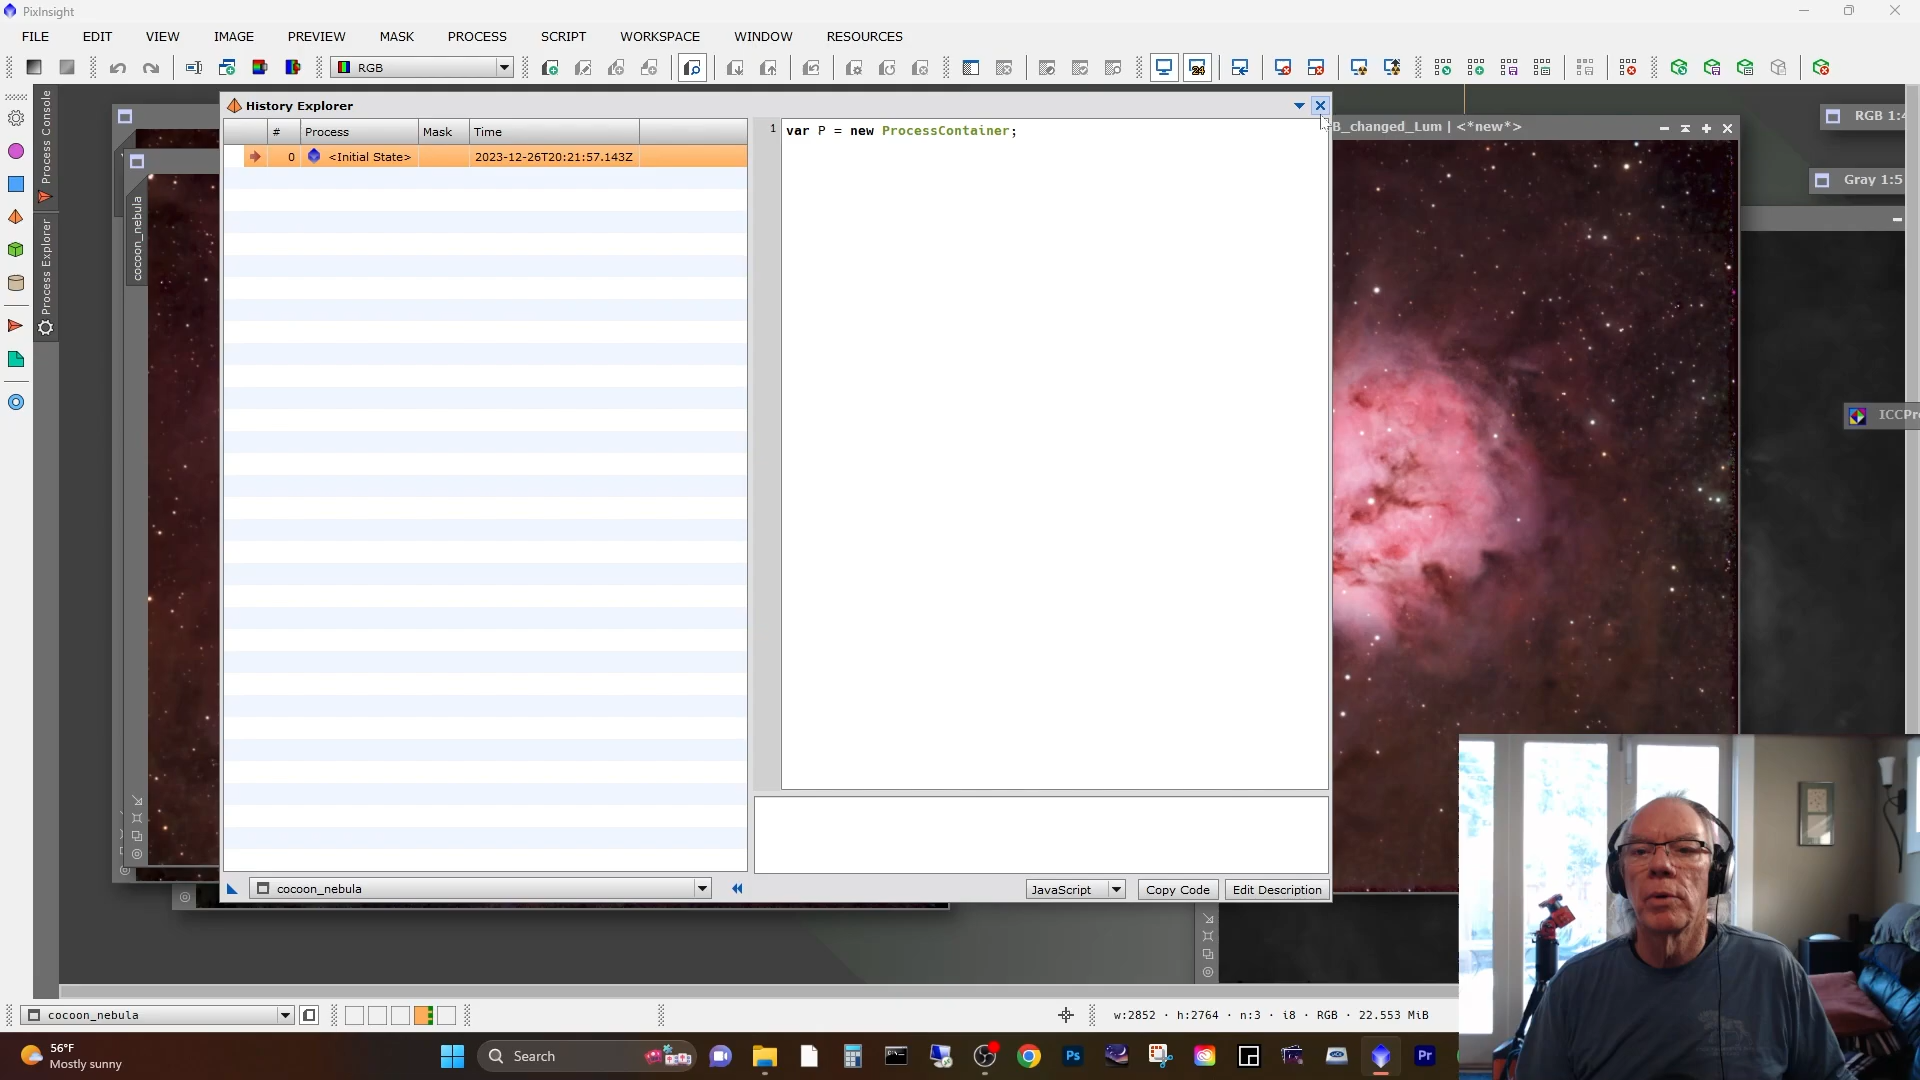 PixInsight
FILE EDIT VIEW IMAGE PREVIEW MASK PROCESS SCRIPT WORKSPACE WINDOW RESOURCES
RGB
24
Process Console
Process Explorer
History Explorer
# Process Mask Time
0 <Initial State> 2023-12-26T20:21:57.143Z
1 var P = new ProcessContainer;
B_changed_Lum | <*new*>
RGB 1:4
Gray 1:5
ICCPro
cocoon_nebula
cocoon_nebula
JavaScript
Copy Code
Edit Description
cocoon_nebula
w:2852 · h:2764 · n:3 · i8 · RGB · 22.553 MiB
56°F
Mostly sunny
Search
Ps
Pr